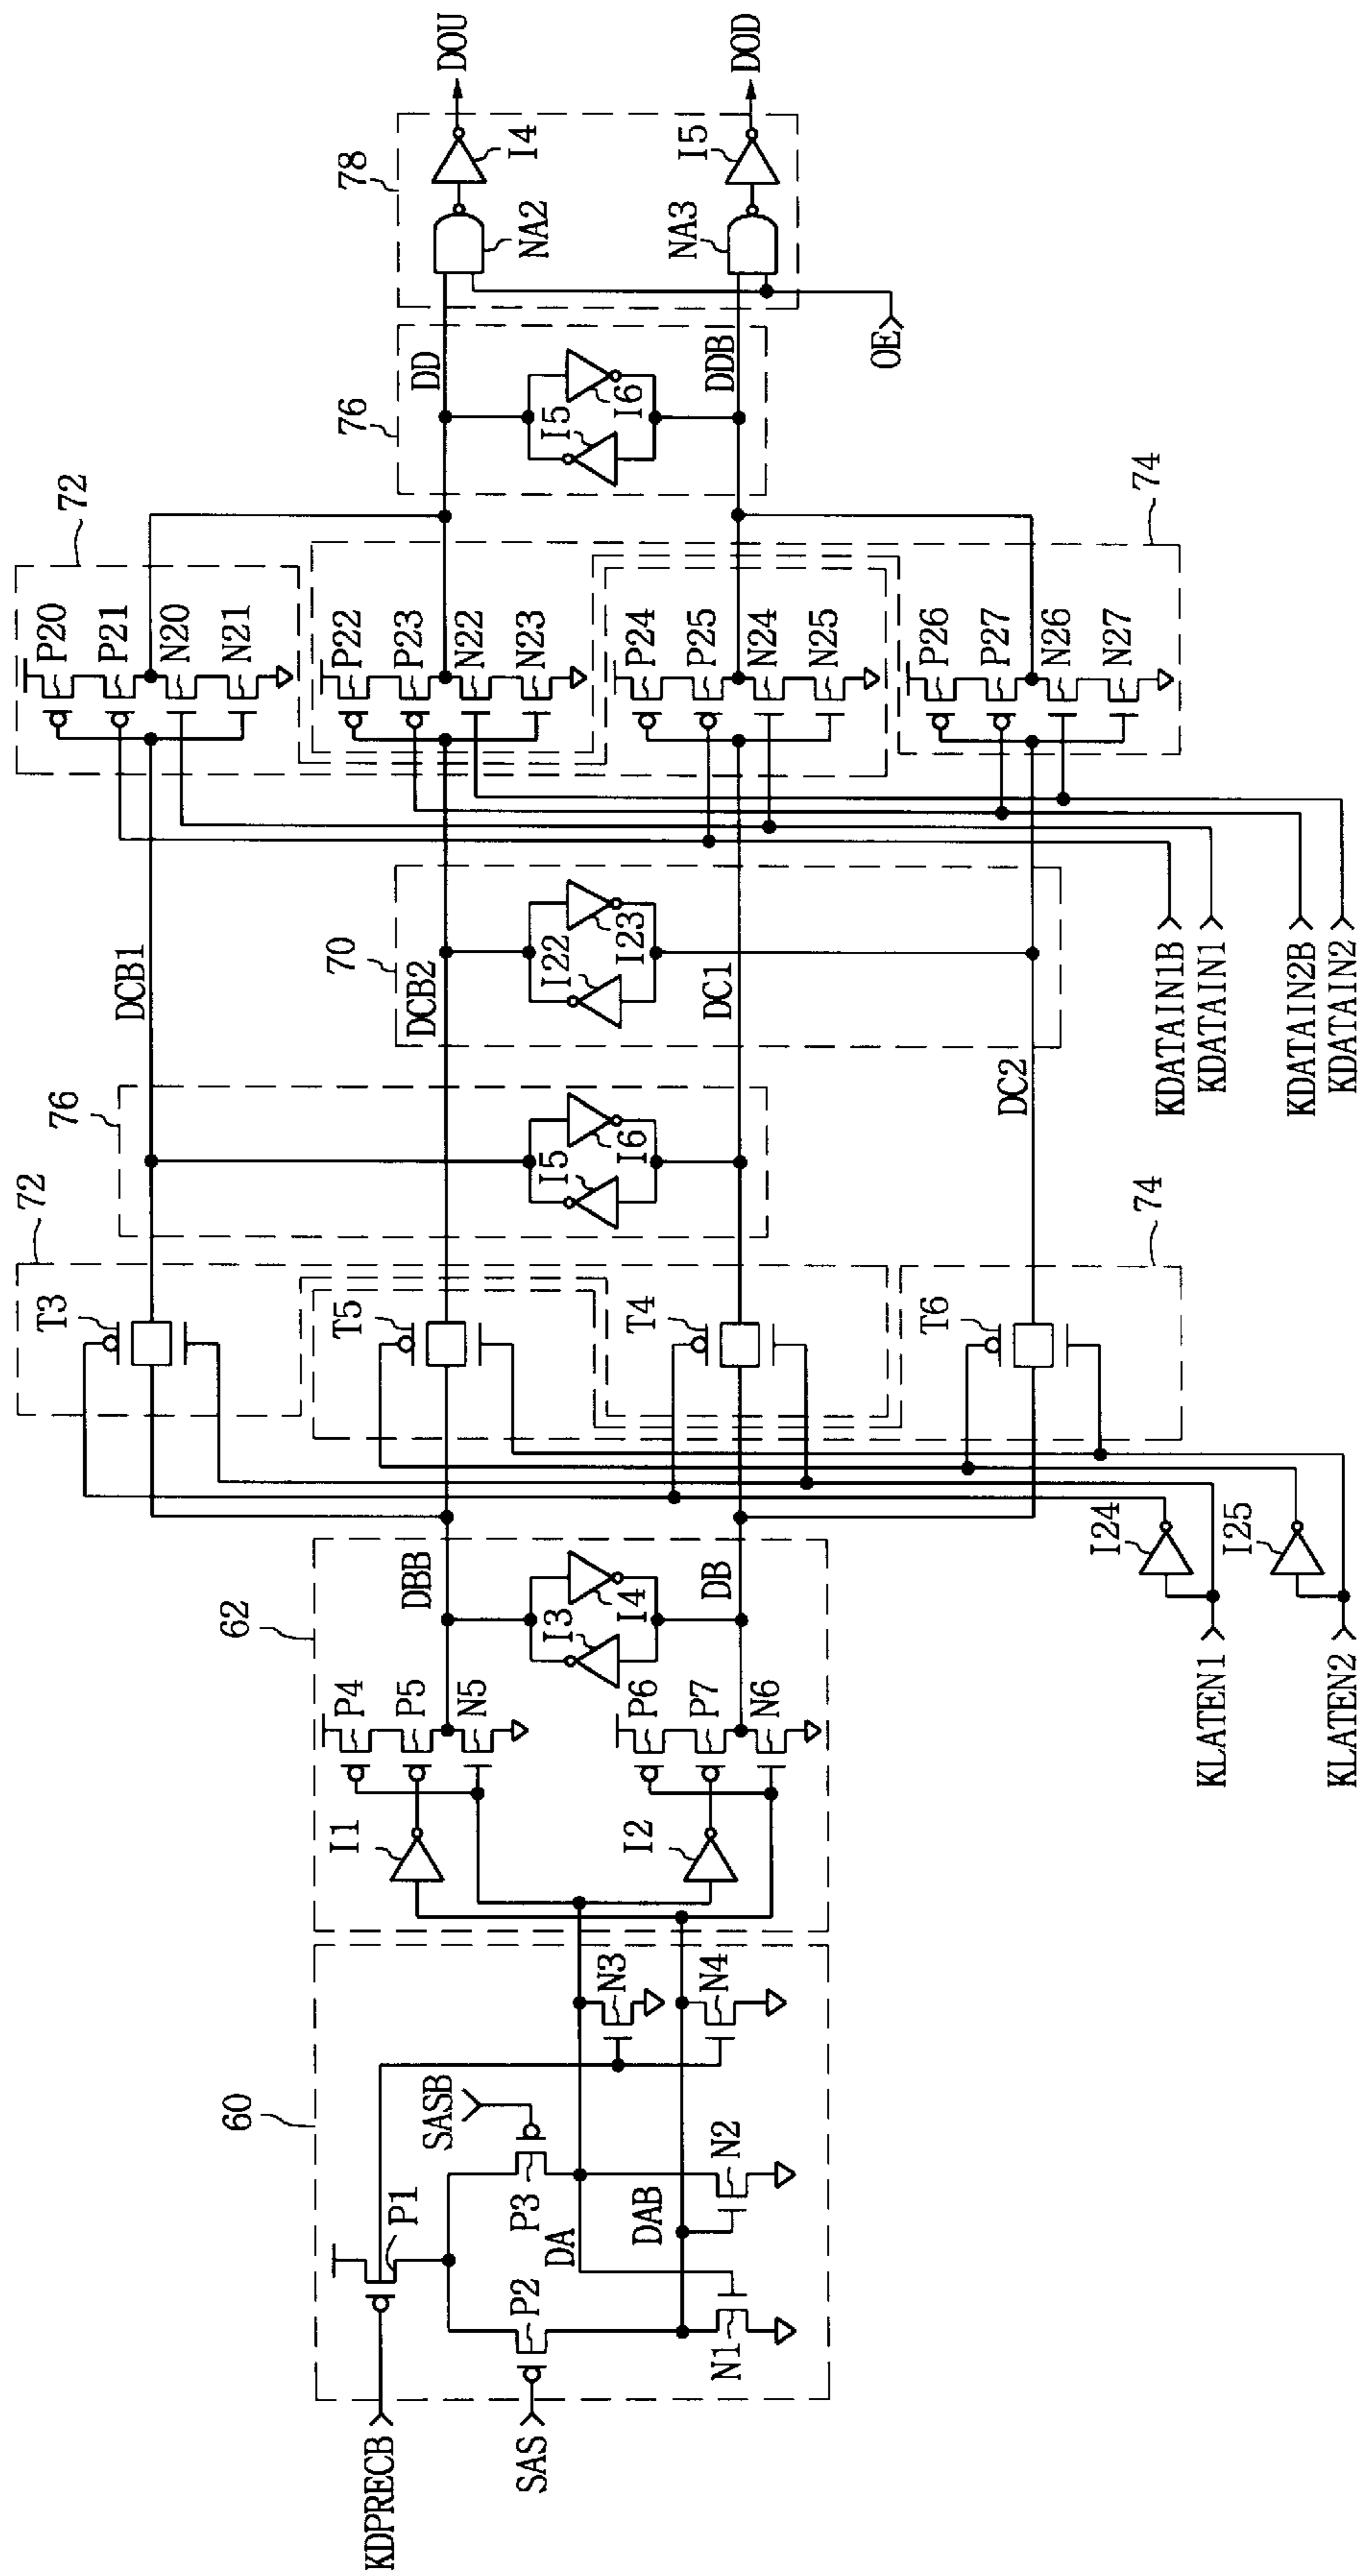 KDPRECB
SAS
60
P1
P2
P3
SASB
DA
DAB
N1
N2
N3
N4
62
I1
I2
P4
P5
N5
P6
P7
N6
DBB
I3
I4
DB
KLATEN1
KLATEN2
I24
I25
72
T3
T5
T4
T6
74
76
DCB1
I5
I6
DCB2
70
I22
I23
DC1
DC2
KDATAIN1B
KDATAIN1
KDATAIN2B
KDATAIN2
72
P20
P21
N20
N21
P22
P23
N22
N23
P24
P25
N24
N25
P26
P27
N26
N27
74
76
DD
I5
I6
DDB
OE
78
NA2
I4
NA3
I5
DOU
DOD